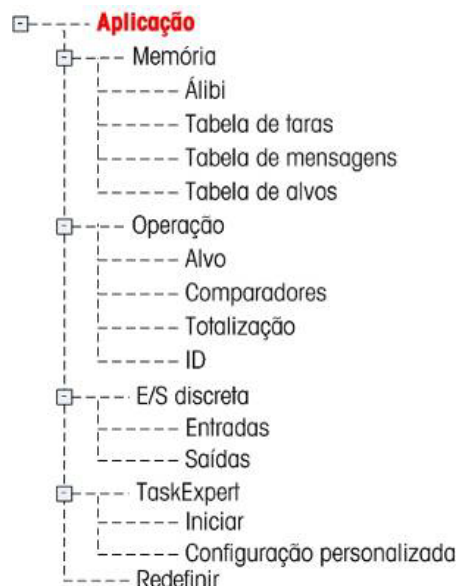 Aplicação
Memória
Álibi
Tabela de taras
Tabela de mensagens
Tabela de alvos
Operação
Alvo
Comparadores
Totalização
ID
E/S discreta
Entradas
Saídas
TaskExpert
Iniciar
Configuração personalizada
Redefinir